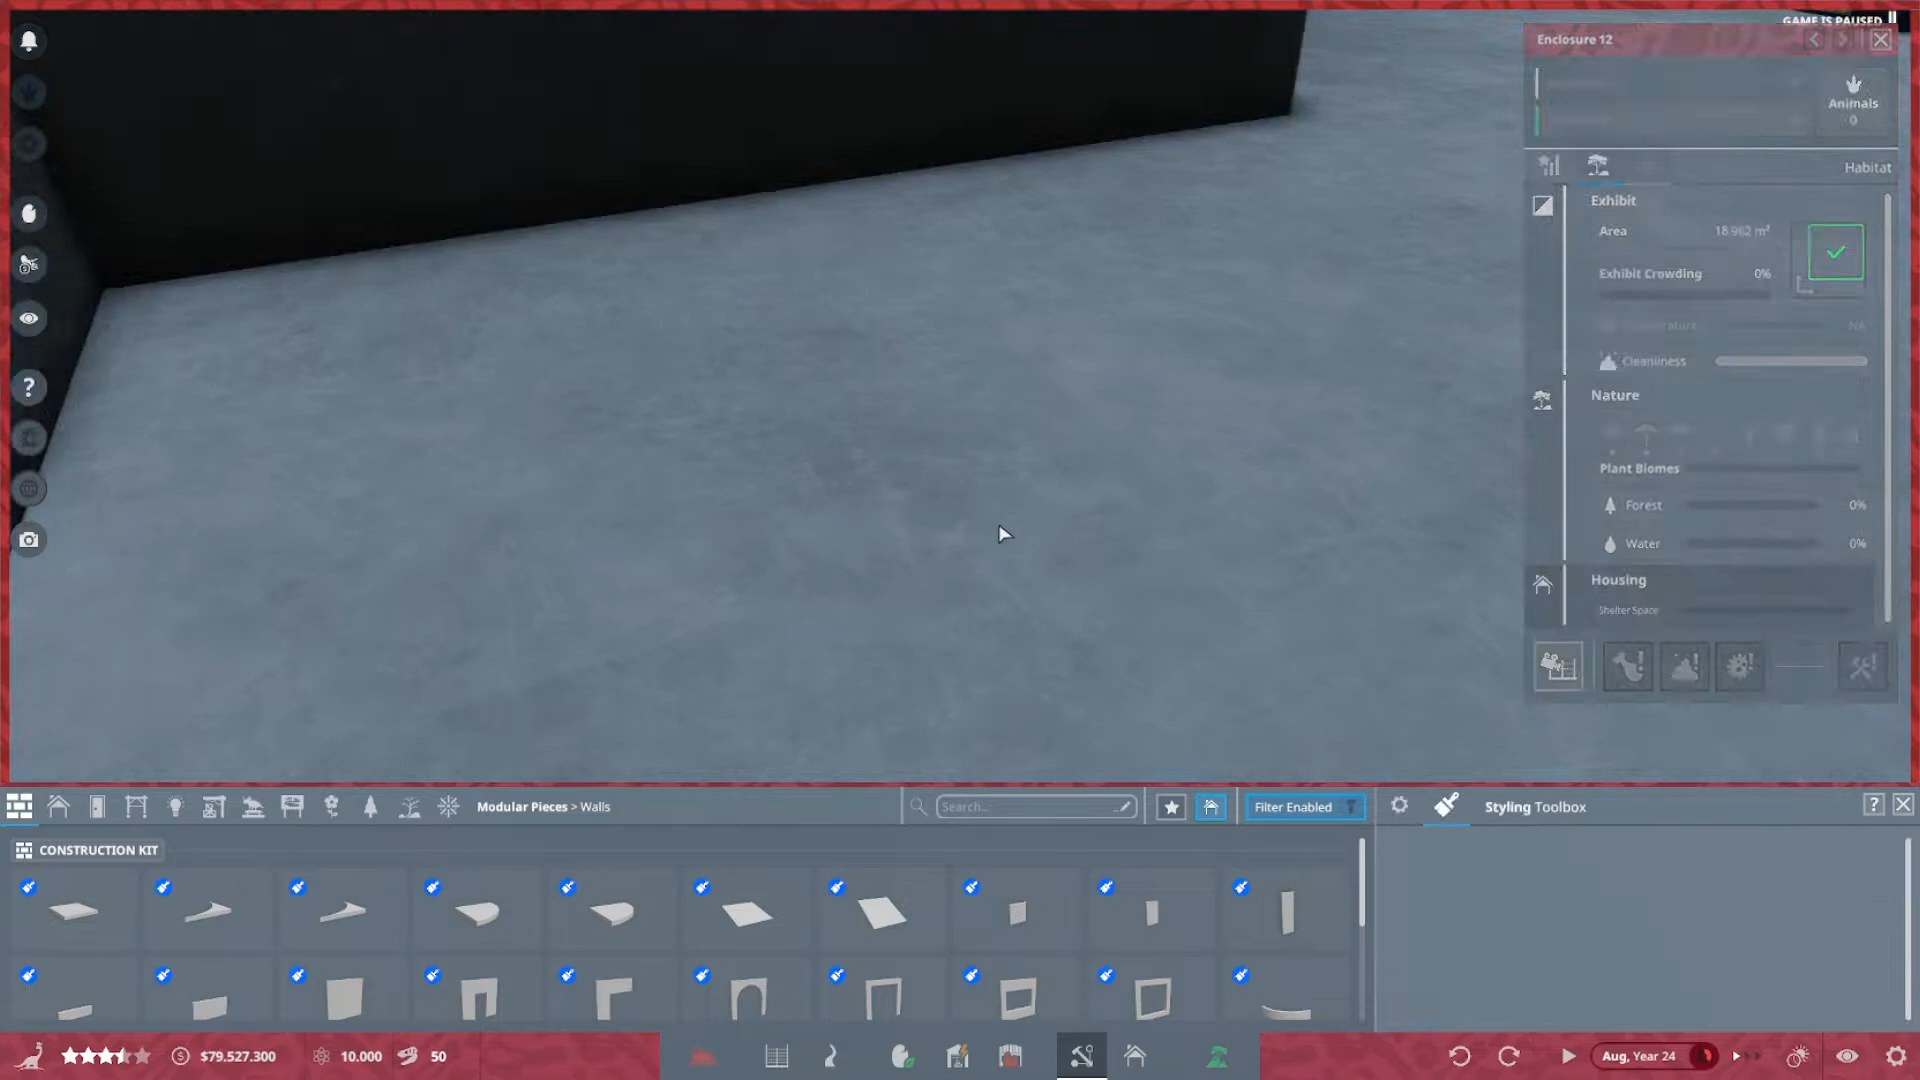 GAME IS PAUSED
Enclosure 12
Animals
0
Habitat
Exhibit
Area 18.962 m²
Exhibit Crowding 0%
NA
Cleanliness
Nature
Plant Biomes
Forest 0%
Water 0%
Housing
Shelter Space
Modular Pieces > Walls
Search...
Filter Enabled
Styling Toolbox
?
CONSTRUCTION KIT
$79.527.300
10.000
50
Aug, Year 24